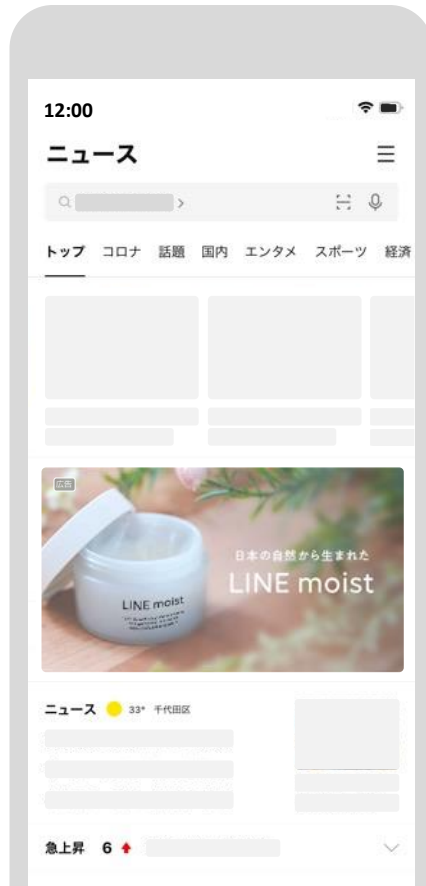 12:00
ニュース
トップ コロナ 話題 国内 エンタメ スポーツ 経済
広告
日本の自然から生まれた
LINE moist
LINE moist
ニュース 33° 千代田区
急上昇 6